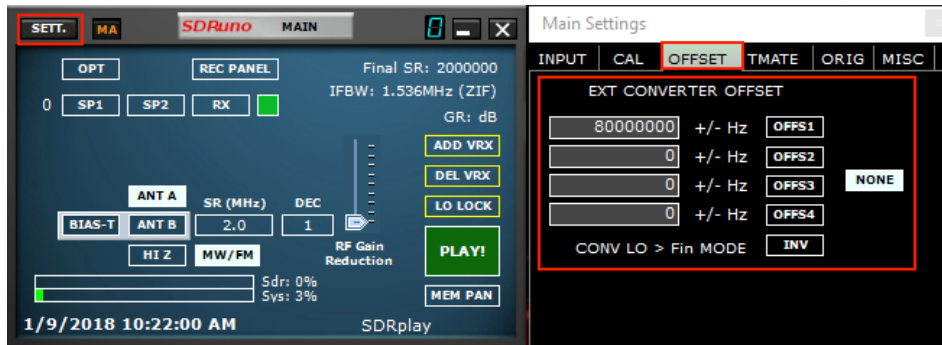 SETT. MA SDRuno MAIN 0
OPT REC PANEL Final SR: 2000000
IFBW: 1.536MHz (ZIF)
0 SP1 SP2 RX
GR: dB
ADD VRX
DEL VRX
ANT A SR (MHz) DEC LO LOCK
BIAS-T ANT B 2.0 1
HI Z MW/FM RF Gain
Reduction PLAY!
Sdr: 0%
Sys: 3% MEM PAN
1/9/2018 10:22:00 AM SDRplay
Main Settings
INPUT CAL OFFSET TMATE ORIG MISC
EXT CONVERTER OFFSET
80000000 +/- Hz OFFS1
0 +/- Hz OFFS2
0 +/- Hz OFFS3 NONE
0 +/- Hz OFFS4
CONV LO > Fin MODE INV